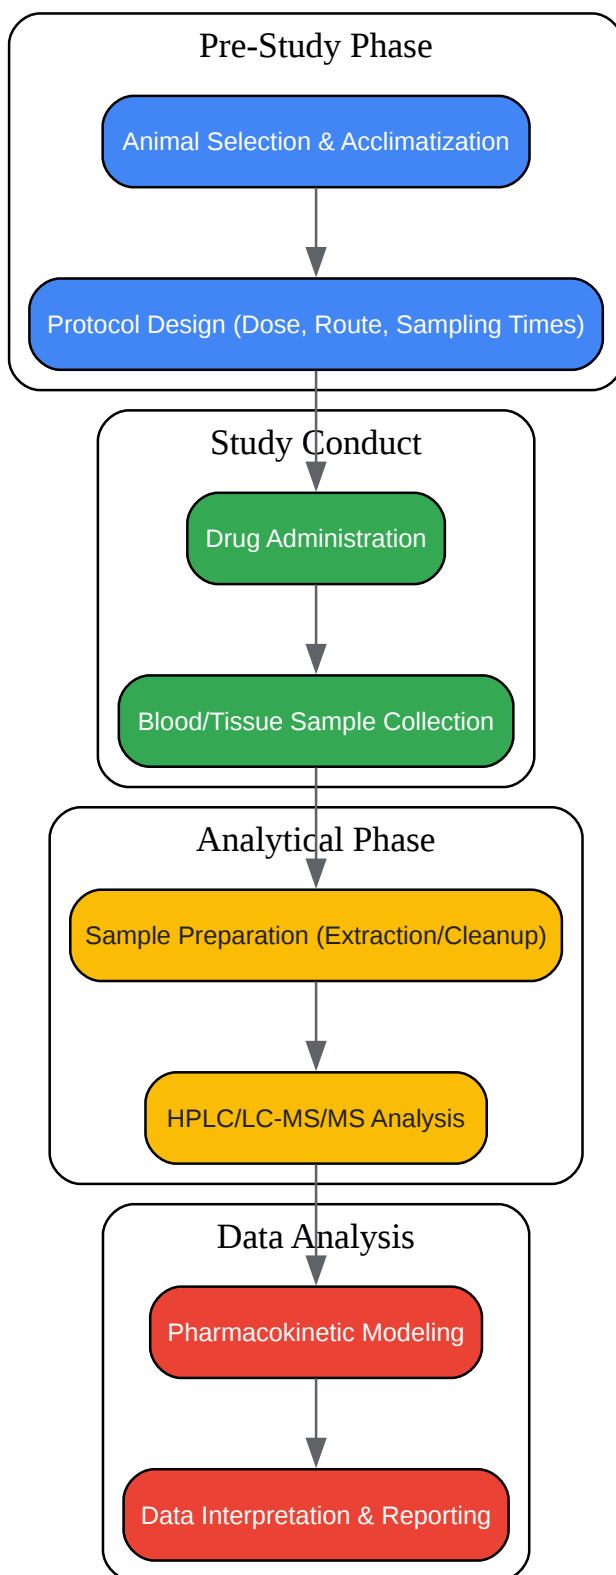 Pre-Study Phase
Animal Selection & Acclimatization
Protocol Design (Dose, Route, Sampling Times)
Study Conduct
Drug Administration
Blood/Tissue Sample Collection
Analytical Phase
Sample Preparation (Extraction/Cleanup)
HPLC/LC-MS/MS Analysis
Data Analysis
Pharmacokinetic Modeling
Data Interpretation & Reporting